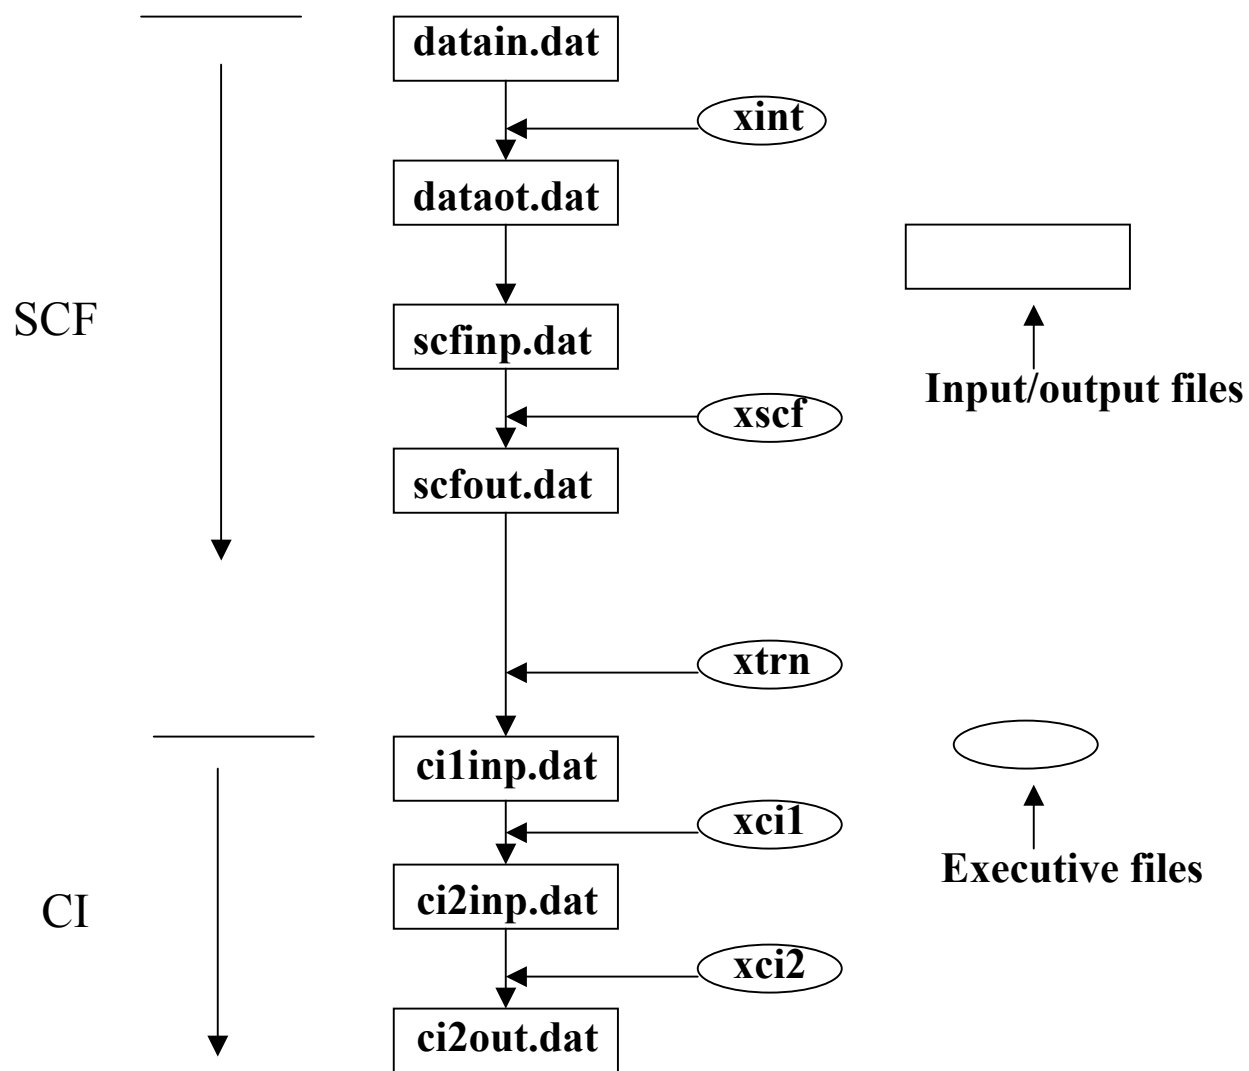 datain.dat
xint
dataot.dat
SCF
scfinp.dat
Input/output files
xscf
scfout.dat
xtrn
ci1inp.dat
xci1
Executive files
ci2inp.dat
CI
xci2
ci2out.dat